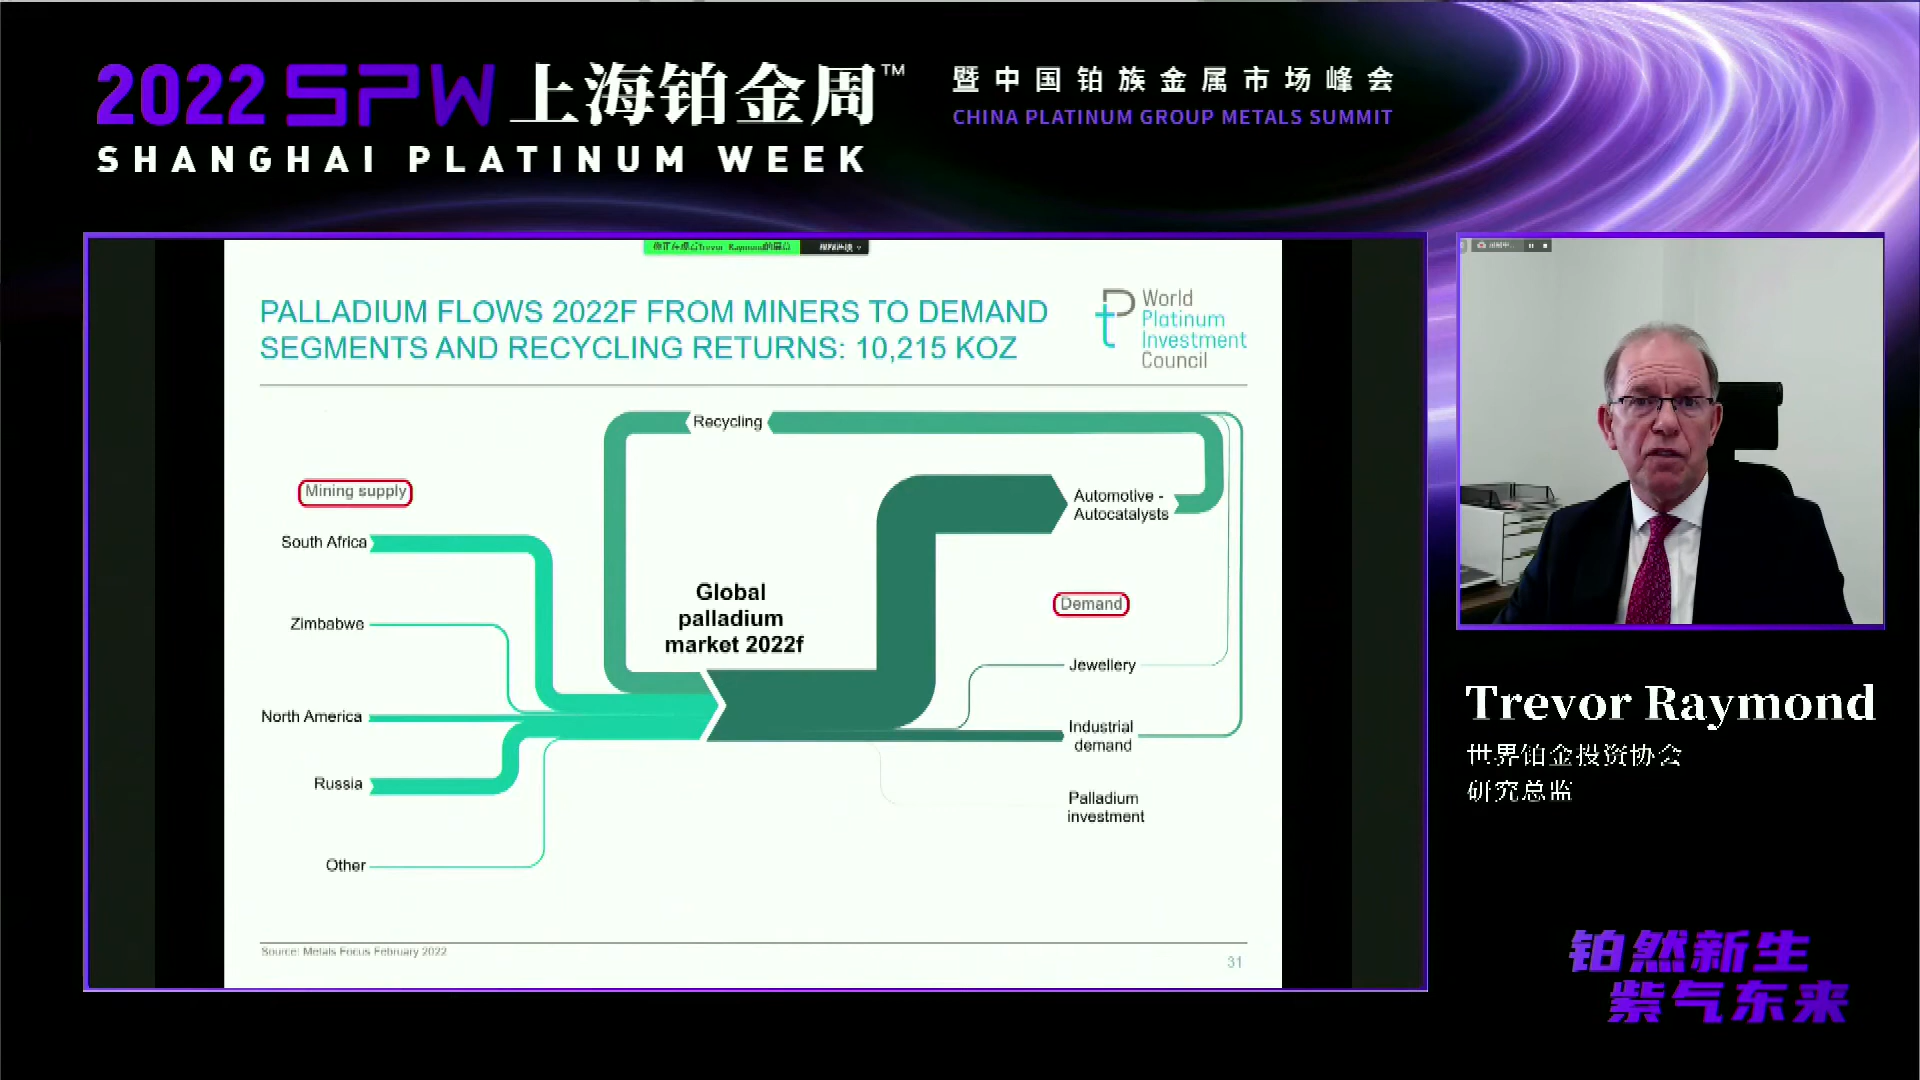 2022 SPW 上海铂金周™
SHANGHAI PLATINUM WEEK
暨中国铂族金属市场峰会
CHINA PLATINUM GROUP METALS SUMMIT
PALLADIUM FLOWS 2022F FROM MINERS TO DEMAND
SEGMENTS AND RECYCLING RETURNS: 10,215 KOZ
World
Platinum
Investment
Council
Recycling
Mining supply
South Africa
Zimbabwe
North America
Russia
Other
Global
palladium
market 2022f
Automotive -
Autocatalysts
Demand
Jewellery
Industrial
demand
Palladium
investment
Source: Metals Focus February 2022
31
Trevor Raymond
世界铂金投资协会
研究总监
铂然新生
紫气东来